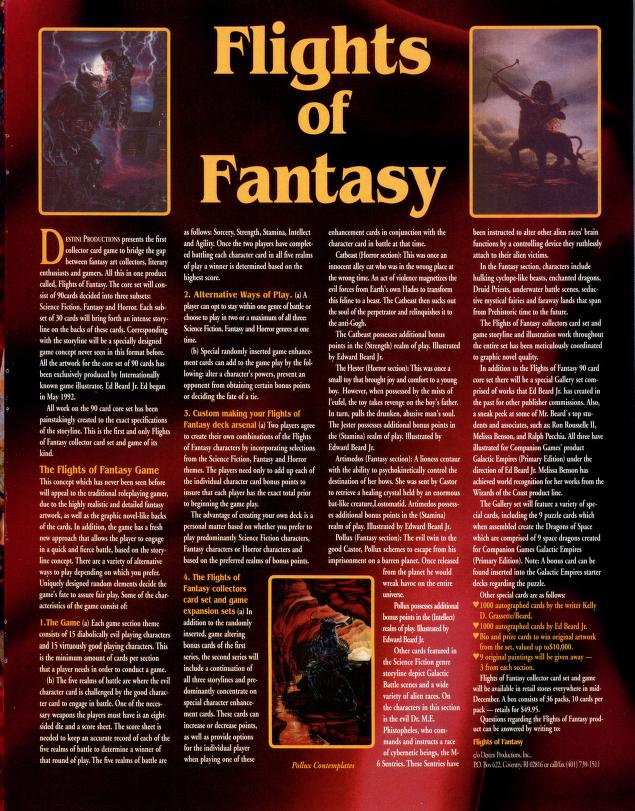 Flights
of
Fantasy
DESTINI PRODUCTIONS presents the first
collector card game to bridge the gap
between fantasy art collectors, literary
enthusiasts and gamers. All this in one product
called, Flights of Fantasy. The core set will con-
sist of 90cards decided into three subsets:
Science Fiction, Fantasy and Horror. Each sub-
set of 30 cards will bring forth an intense story-
line on the backs of these cards. Corresponding
with the storyline will be a specially designed
game concept never seen in this format before.
All the artwork for the core set of 90 cards has
been exclusively produced by Internationally
known game illustrator, Ed Beard Jr. Ed began
in May 1992.
All work on the 90 card core set has been
painstakingly created to the exact specifications
of the storyline. This is the first and only Flights
of Fantasy collector card set and game of its
kind.
The Flights of Fantasy Game
This concept which has never been seen before
will appeal to the traditional roleplaying gamer,
due to the highly realistic and detailed fantasy
artwork, as well as the graphic novel-like backs
of the cards. In addition, the game has a fresh
new approach that allows the player to engage
in a quick and fierce battle, based on the story-
line concept. There are a variety of alternative
ways to play depending on which you prefer.
Uniquely designed random elements decide the
game's fate to assure fair play. Some of the char-
acteristics of the game consist of:
1.The Game (a) Each game section theme
consists of 15 diabolically evil playing characters
and 15 virtuously good playing characters. This
is the minimum amount of cards per section
that a player needs in order to conduct a game.
(b) The five realms of battle are where the evil
character card is challenged by the good charac-
ter card to engage in battle. One of the neces-
sary weapons the players must have is an eight-
sided die and a score sheet. The score sheet is
needed to keep an accurate record of each of the
five realms of battle to determine a winner of
that round of play. The five realms of battle are
as follows: Sorcery, Strength, Stamina, Intellect
and Agility. Once the two players have complet-
ed battling each character card in all five realms
of play a winner is determined based on the
highest score.
2. Alternative Ways of Play. (a) A
player can opt to stay within one genre of battle or
choose to play in two or a maximum of all three:
Science Fiction, Fantasy and Horror genres at one
time.
(b) Special randomly inserted game enhance-
ment cards can add to the game play by the fol-
lowing: alter a character's powers, prevent an
opponent from obtaining certain bonus points
or deciding the fate of a tie.
3. Custom making your Flights of
Fantasy deck arsenal (a) Two players agree
to create their own combinations of the Flights
of Fantasy characters by incorporating selections
from the Science Fiction, Fantasy and Horror
themes. The players need only to add up each of
the individual card bonus points to
insure that each player has the exact total prior
to beginning the game play.
The advantage of creating your own deck is a
personal matter based on whether you prefer to
play predominantly Science Fiction characters,
Fantasy characters or Horror characters and
based on the preferred realms of bonus points.
4. The Flights of
Fantasy collectors
card set and game
expansion sets (a) In
addition to the randomly
inserted, game altering
bonus cards of the first
series, the second series will
include a continuation of
all three storylines and pre-
dominantly concentrate on
special character enhance-
ment cards. These cards can
increase or decrease points,
as well as provide options
for the individual player
when playing one of these
enhancement cards in conjunction with the
character card in battle at that time.
Catbeast (Horror section): This was once an
innocent alley cat who was in the wrong place at
the wrong time. An act of violence magnetizes the
evil forces from Earth's own Hades to transform
this feline to a beast. The Catbeast then sucks out
the soul of the perpetrator and relinquishes it to
the anti-Gogh.
The Catbeast possesses additional bonus
points in the (Strength) realm of play. Illustrated
by Edward Beard Jr.
The Hester (Horror section): This was once a
small toy that brought joy and comfort to a young
boy. However, when possessed by the mists of
Teuful, the toy takes revenge on the boy's father.
In turn, pulls the drunken, abusive man's soul.
The Jester possesses additional bonus points in
the (Stamina) realm of play. Illustrated by
Edward Beard Jr.
Artimodos (Fantasy section): A lioness centaur
with the ability to psychokinetically control the
destination of her bows. She was sent by Castor
to retrieve a healing crystal held by an enormous
bat-like creature,Lostomanid. Artimodos possess-
es additional bonus points in the (Stamina)
realm of play. Illustrated by Edward Beard Jr.
Pollux (Fantasy section): The evil twin to the
good Castor, Pollux schemes to escape from his
imprisonment on a barren planet. Once released
from the planet he would
wreak havoc on the entire
universe.
Pollux possesses additional
bonus points in the (Intellect)
realm of play; Illustrated by
Edward Beard Jr.
Other cards featured in
the Science Fiction genre
storyline depict Galactic
Battle scenes and a wide
variety of alien races. On
the characters in this section
is the evil Dr. M.E.
Phistopheles, who com-
mands and instructs a race
of cybernetic beings, the M-
6 Sentries. These Sentries have
Pollux Contemplates
been instructed to alter other alien races' brain
functions by a controlling device they ruthlessly
attach to their alien victims.
In the Fantasy section, characters include
hulking cyclops-like beasts, enchanted dragons,
Druid Priests, underwater battle scenes, seduc-
tive mystical fairies and faraway lands that span
from Prehistoric time to the future.
The Flights of Fantasy collectors card set and
game storyline and illustration work throughout
the entire set has been meticulously coordinated
to graphic novel quality.
In addition to the Flights of Fantasy 90 card
core set there will be a special Gallery set com-
prised of works that Ed Beard Jr. has created in
the past for other publisher commissions. Also,
a sneak peek at some of Mr. Beard's top stu-
dents and associates, such as Ron Rousselle II,
Melissa Benson, and Ralph Pecchia. All three have
illustrated for Companion Games' product
Galactic Empires (Primary Edition) under the
direction of Ed Beard Jr. Melissa Benson has
achieved world recognition for her works from the
Wizards of the Coast product line.
The Gallery set will feature a variety of spe-
cial cards, including the 9 puzzle cards which
when assembled create the Dragons of Space
which are comprised of 9 space dragons created
for Companion Games Galactic Empires
(Primary Edition). Note: A bonus card can be
found inserted into the Galactic Empires starter
decks regarding the puzzle.
Other special cards are as follows:
♥1000 autographed cards by the writer Kelly
D. Grassette/Beard.
♥1000 autographed cards by Ed Beard Jr.
♥Bio and prize cards to win original artwork
from the set, valued up to$10,000.
♥9 original paintings will be given away —
3 from each section.
Flights of Fantasy collector card set and game
will be available in retail stores everywhere in mid-
December. A box consists of 36 packs, 10 cards per
pack — retails for $49.95.
Questions regarding the Flights of Fantasy prod-
uct can be answered by writing to:
Flights of Fantasy
c/o Destini Productions, Inc.,
P.O. Box 622, Coventry, RI 02816 or call/fax (401) 739-1511